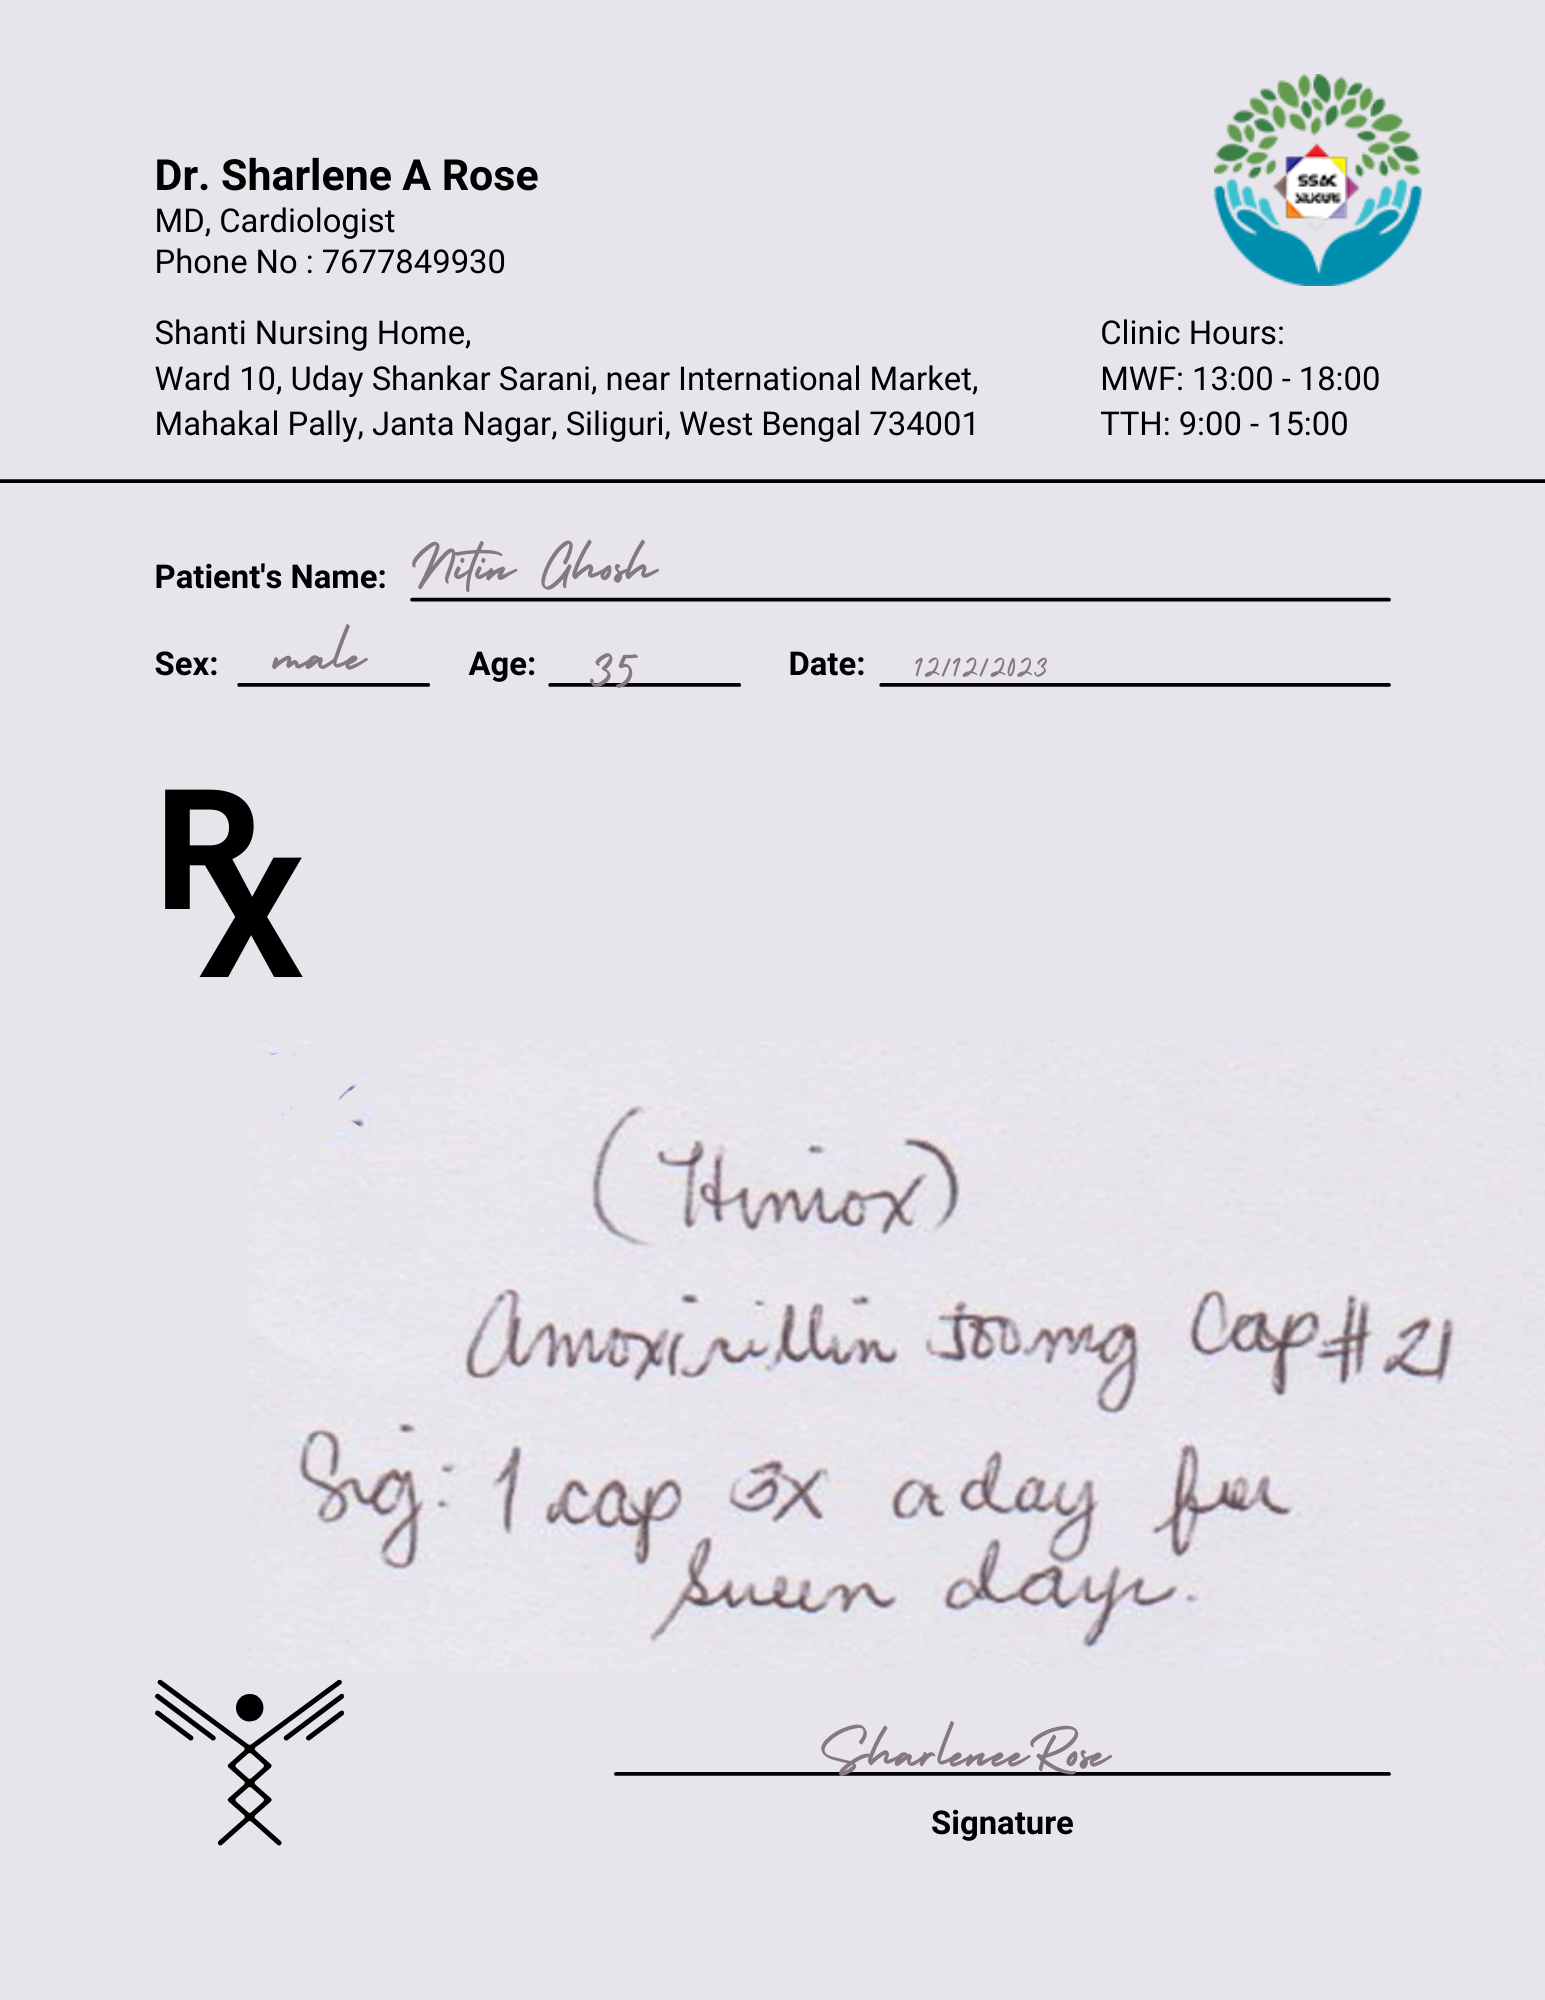 Dr. Sharlene A Rose
MD, Cardiologist
Phone No : 7677849930
SS&C
SILIGURI
Shanti Nursing Home,
Ward 10, Uday Shankar Sarani, near International Market,
Mahakal Pally, Janta Nagar, Siliguri, West Bengal 734001
Clinic Hours:
MWF: 13:00 - 18:00
TTH: 9:00 - 15:00
Patient's Name: Nitin Ghosh
Sex: male Age: 35 Date: 12/12/2023
Rx
(Himox)
Amoxicillin 500mg Cap # 21
Sig: 1 cap 3x a day for
seven days.
Sharlenee Rose
Signature